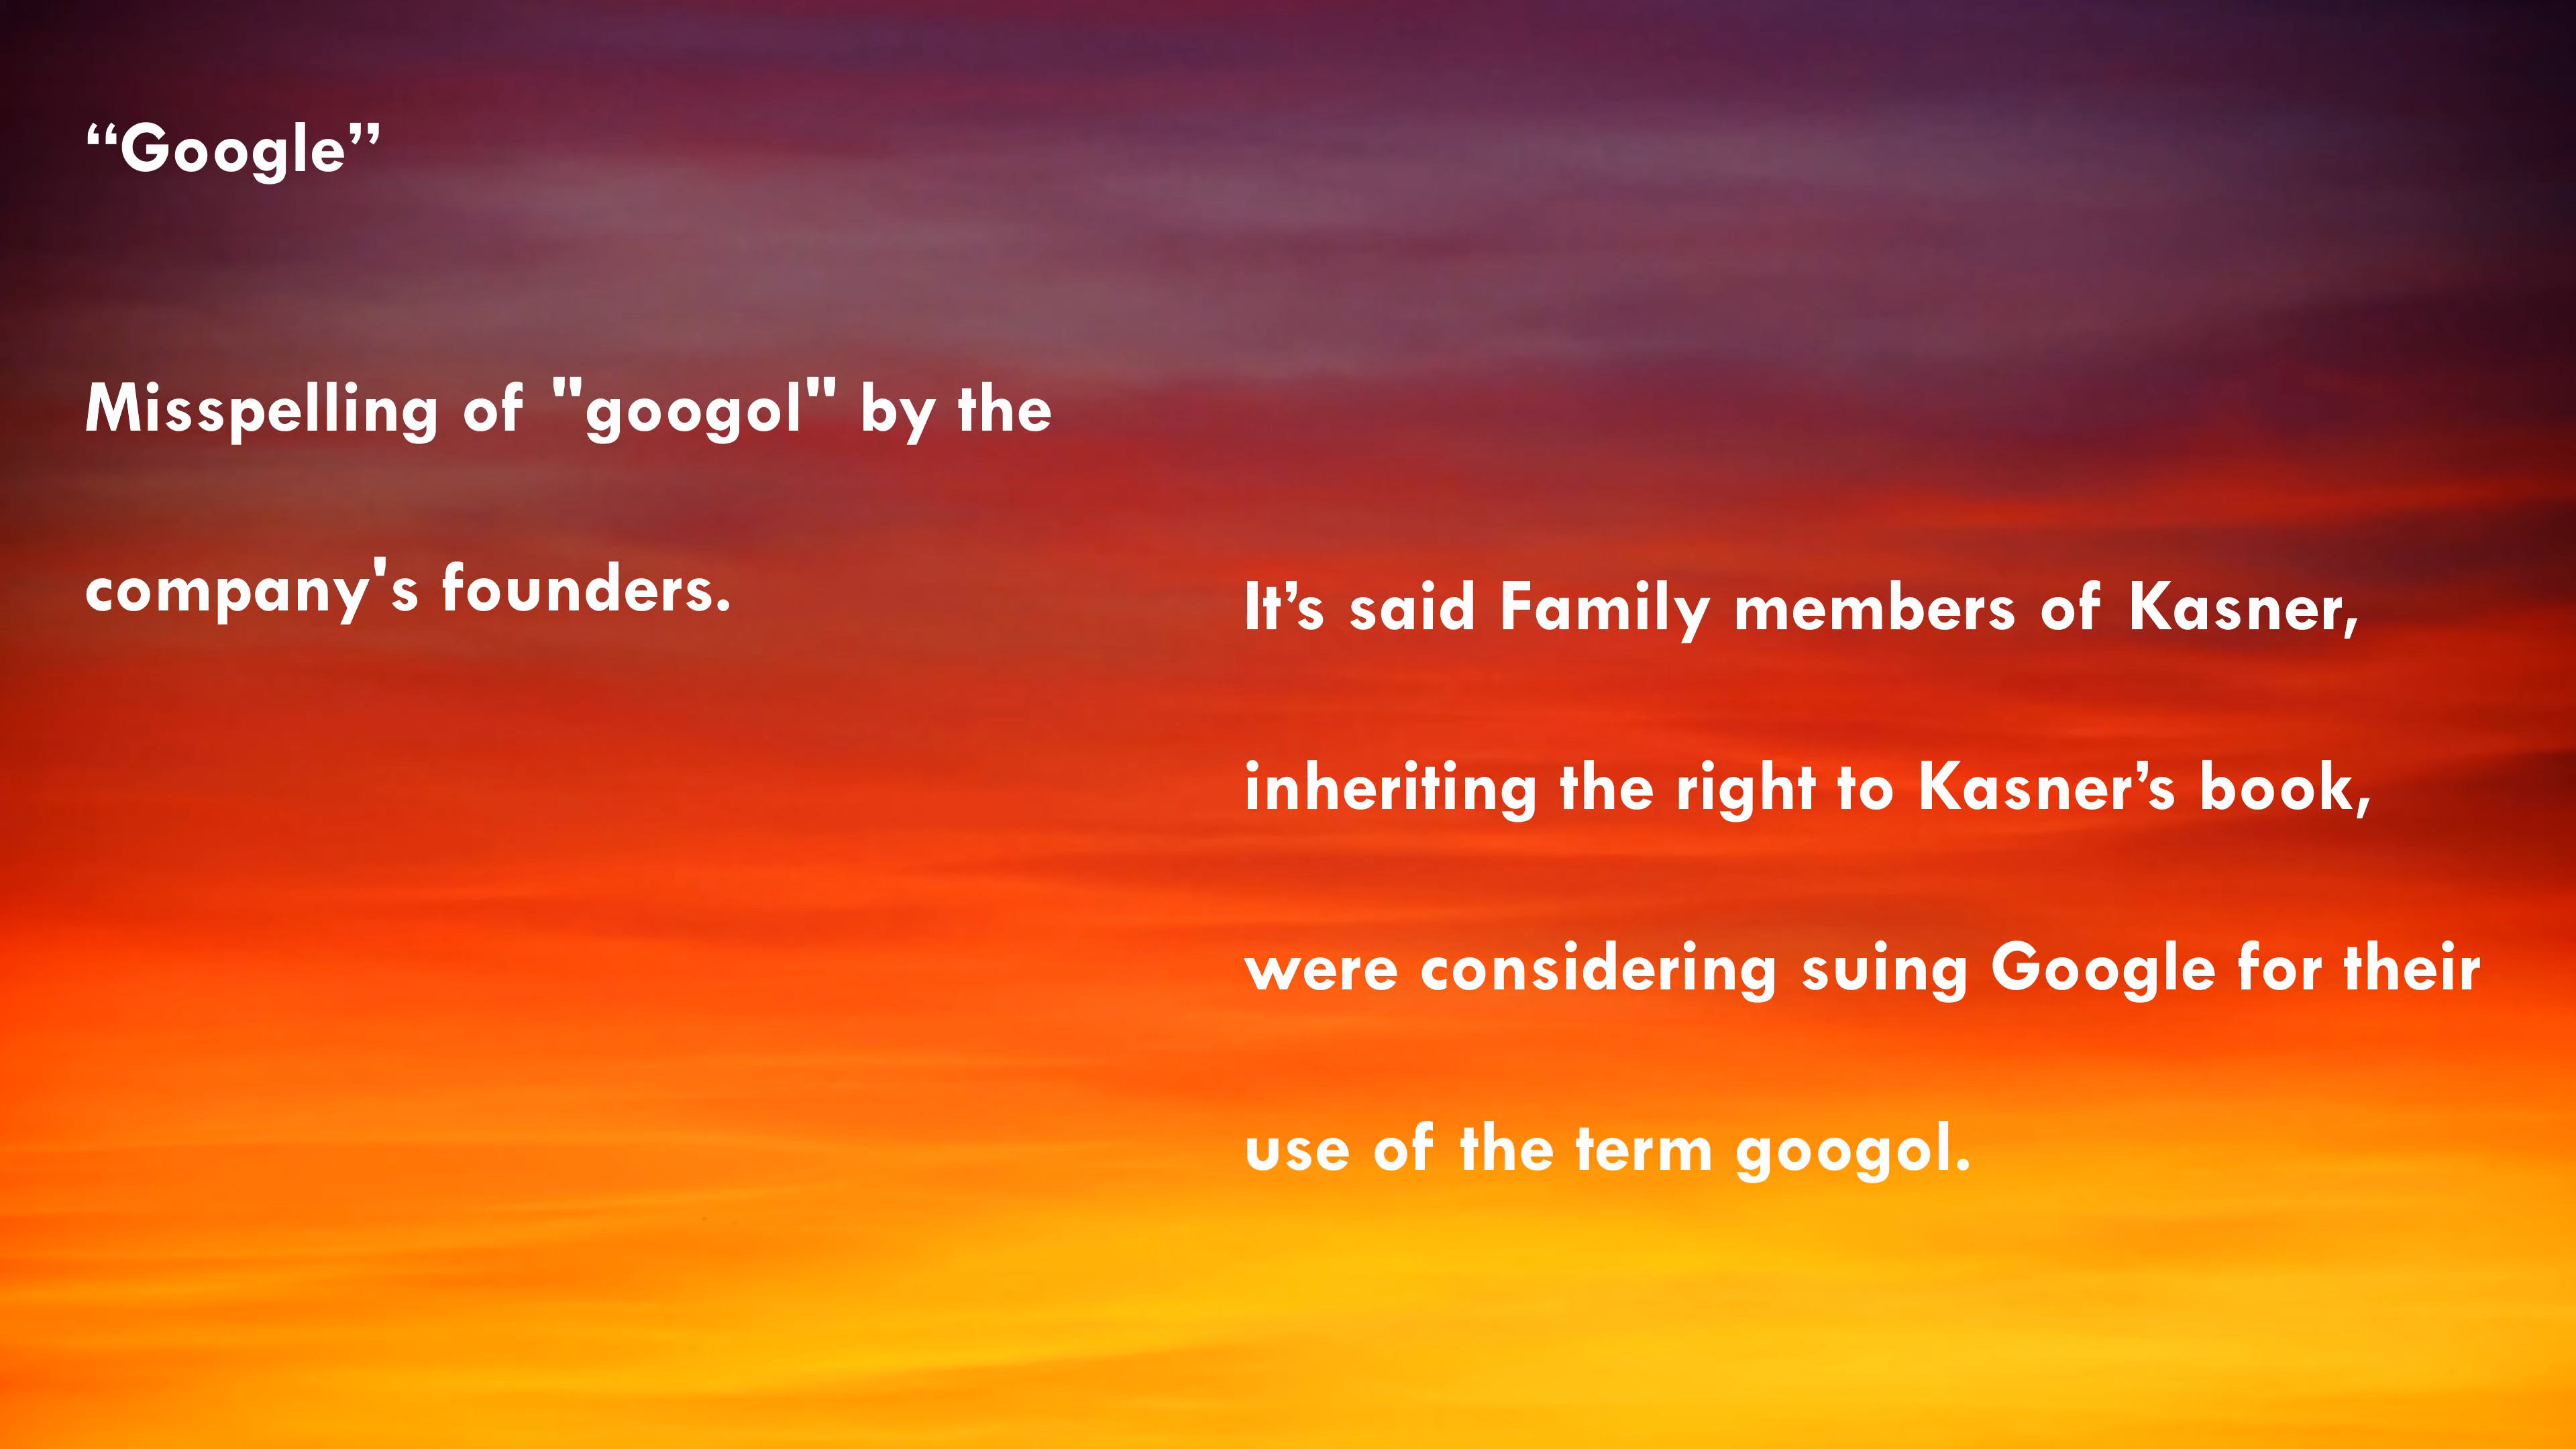 “Google”
Misspelling of "googol" by the
company's founders.
It’s said Family members of Kasner,
inheriting the right to Kasner’s book,
were considering suing Google for their
use of the term googol.